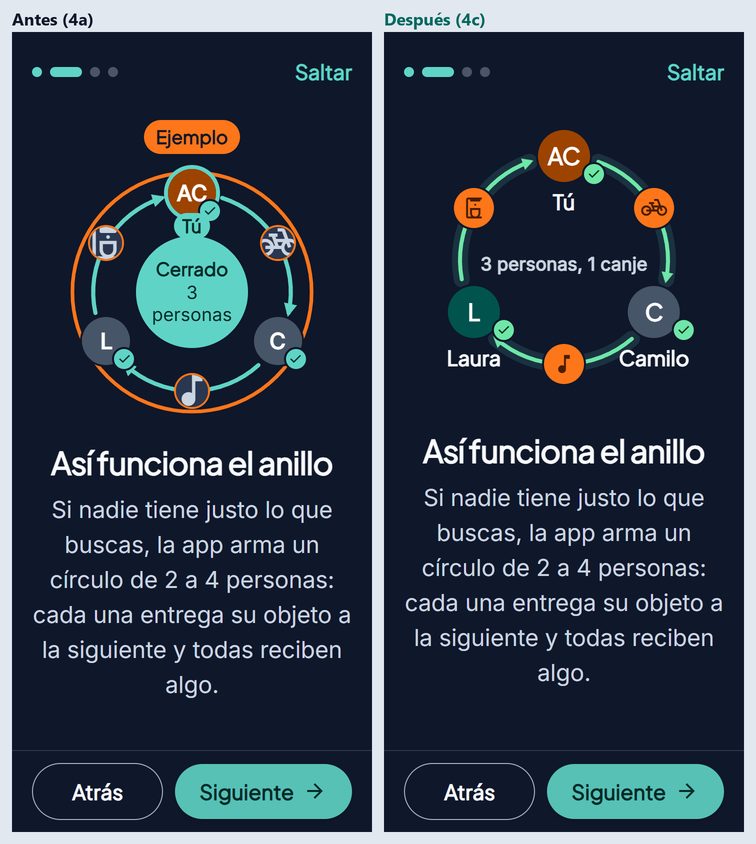 Antes (4a)
Saltar
Ejemplo
AC
Tú
Cerrado
3
personas
L
C
Así funciona el anillo
Si nadie tiene justo lo que
buscas, la app arma un
círculo de 2 a 4 personas:
cada una entrega su objeto a
la siguiente y todas reciben
algo.
Atrás
Siguiente
Después (4c)
Saltar
AC
Tú
3 personas, 1 canje
L
C
Laura
Camilo
Así funciona el anillo
Si nadie tiene justo lo que
buscas, la app arma un
círculo de 2 a 4 personas:
cada una entrega su objeto a
la siguiente y todas reciben
algo.
Atrás
Siguiente